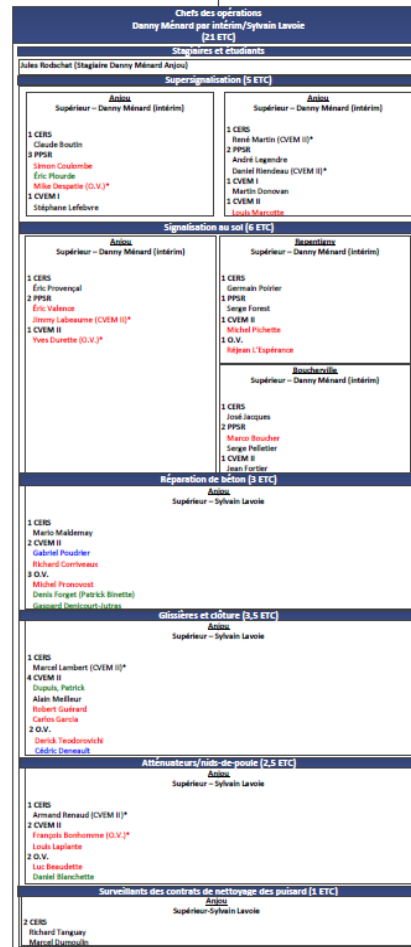 Chefs des opérations
Danny Ménard par intérim/Sylvain Lavoie
(21 ETC)
Stagiaires et étudiants
Jules Rodschat (Stagiaire Danny Ménard Anjou)
Supersignalisation (5 ETC)
Anjou
Supérieur – Danny Ménard (intérim)
1 CERS
Claude Boutin
3 PPSR
Simon Coulombe
Éric Plourde
Mike Despatie (O.V.)*
1 CVEM I
Stéphane Lefebvre
Anjou
Supérieur – Danny Ménard (intérim)
1 CERS
René Martin (CVEM II)*
2 PPSR
André Legendre
Daniel Riendeau (CVEM II)*
1 CVEM I
Martin Donovan
1 CVEM II
Louis Marcotte
Signalisation au sol (6 ETC)
Anjou
Supérieur – Danny Ménard (intérim)
1 CERS
Éric Provençal
2 PPSR
Éric Valence
Jimmy Labeaume (CVEM II)*
1 CVEM II
Yves Durette (O.V.)*
Repentigny
Supérieur – Danny Ménard (intérim)
1 CERS
Germain Poirier
1 PPSR
Serge Forest
1 CVEM II
Michel Pichette
1 O.V.
Réjean L'Espérance
Boucherville
Supérieur – Danny Ménard (intérim)
1 CERS
José Jacques
2 PPSR
Marco Boucher
Serge Pelletier
1 CVEM II
Jean Fortier
Réparation de béton (3 ETC)
Anjou
Supérieur – Sylvain Lavoie
1 CERS
Mario Maldemay
2 CVEM II
Gabriel Poudrier
Richard Corriveaux
3 O.V.
Michel Pronovost
Denis Forget (Patrick Binette)
Gaspard Denicourt-Jutras
Glissières et clôture (3,5 ETC)
Anjou
Supérieur – Sylvain Lavoie
1 CERS
Marcel Lambert (CVEM II)*
4 CVEM II
Dupuis, Patrick
Alain Meilleur
Robert Guérard
Carlos Garcia
2 O.V.
Derick Teodorovichi
Cédric Deneault
Atténuateurs/nids-de-poule (2,5 ETC)
Anjou
Supérieur – Sylvain Lavoie
1 CERS
Armand Renaud (CVEM II)*
2 CVEM II
François Bonhomme (O.V.)*
Louis Laplante
2 O.V.
Luc Beaudette
Daniel Blanchette
Surveillants des contrats de nettoyage des puisard (1 ETC)
Anjou
Supérieur-Sylvain Lavoie
2 CERS
Richard Tanguay
Marcel Dumoulin